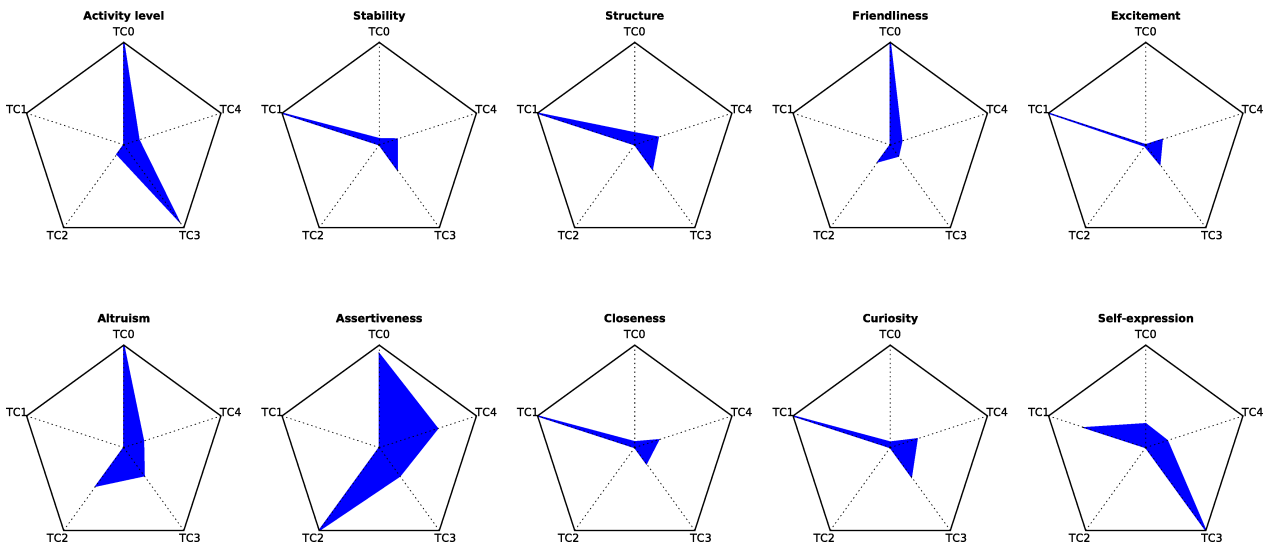 Activity level
TC0
TC1
TC4
TC2
TC3
Stability
TC0
TC1
TC4
TC2
TC3
Structure
TC0
TC1
TC4
TC2
TC3
Friendliness
TC0
TC1
TC4
TC2
TC3
Excitement
TC0
TC1
TC4
TC2
TC3
Altruism
TC0
TC1
TC4
TC2
TC3
Assertiveness
TC0
TC1
TC4
TC2
TC3
Closeness
TC0
TC1
TC4
TC2
TC3
Curiosity
TC0
TC1
TC4
TC2
TC3
Self-expression
TC0
TC1
TC4
TC2
TC3